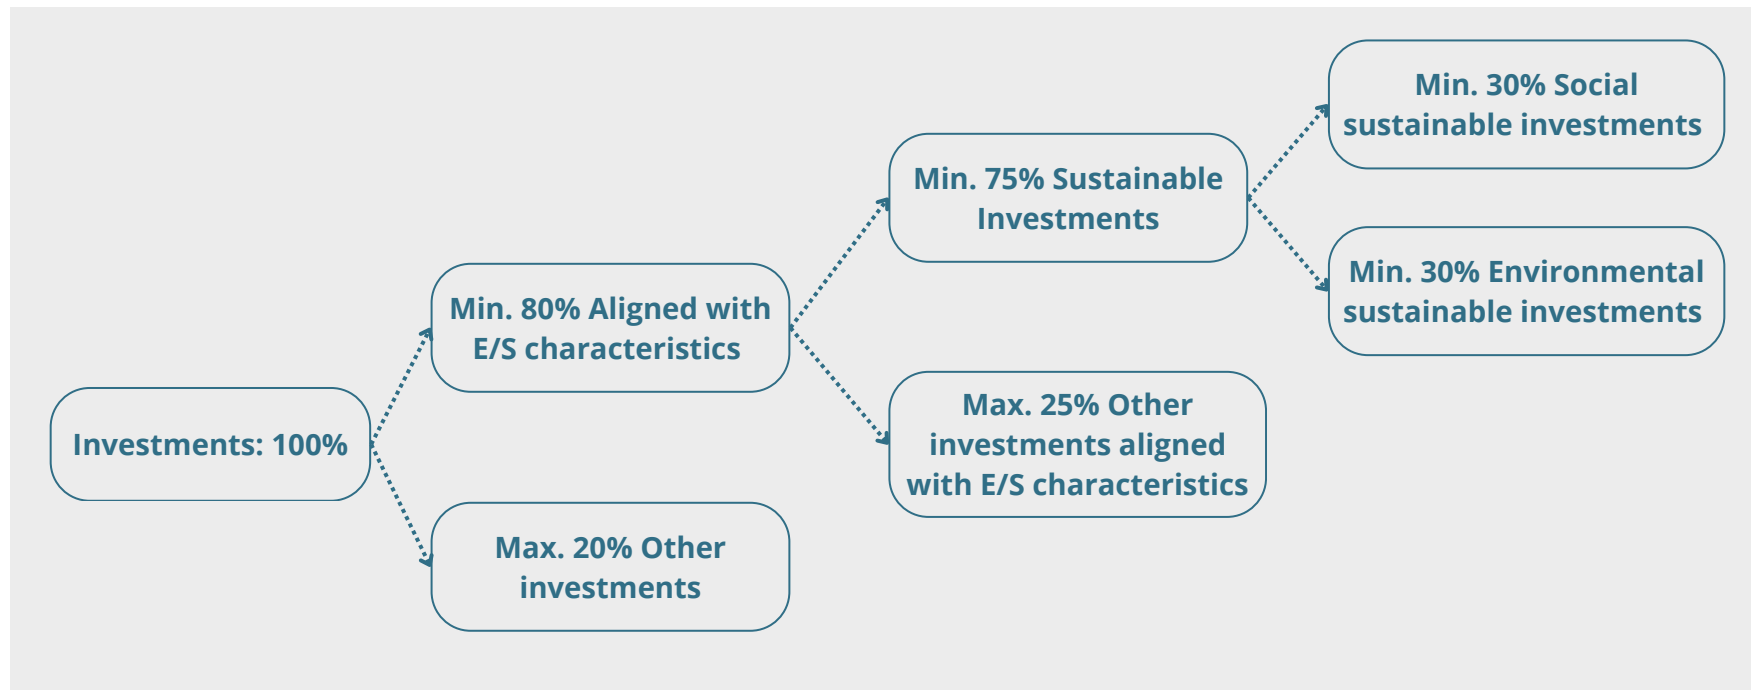 Investments: 100%
Min. 80% Aligned with
E/S characteristics
Max. 20% Other
investments
Min. 75% Sustainable
Investments
Max. 25% Other
investments aligned
with E/S characteristics
Min. 30% Social
sustainable investments
Min. 30% Environmental
sustainable investments